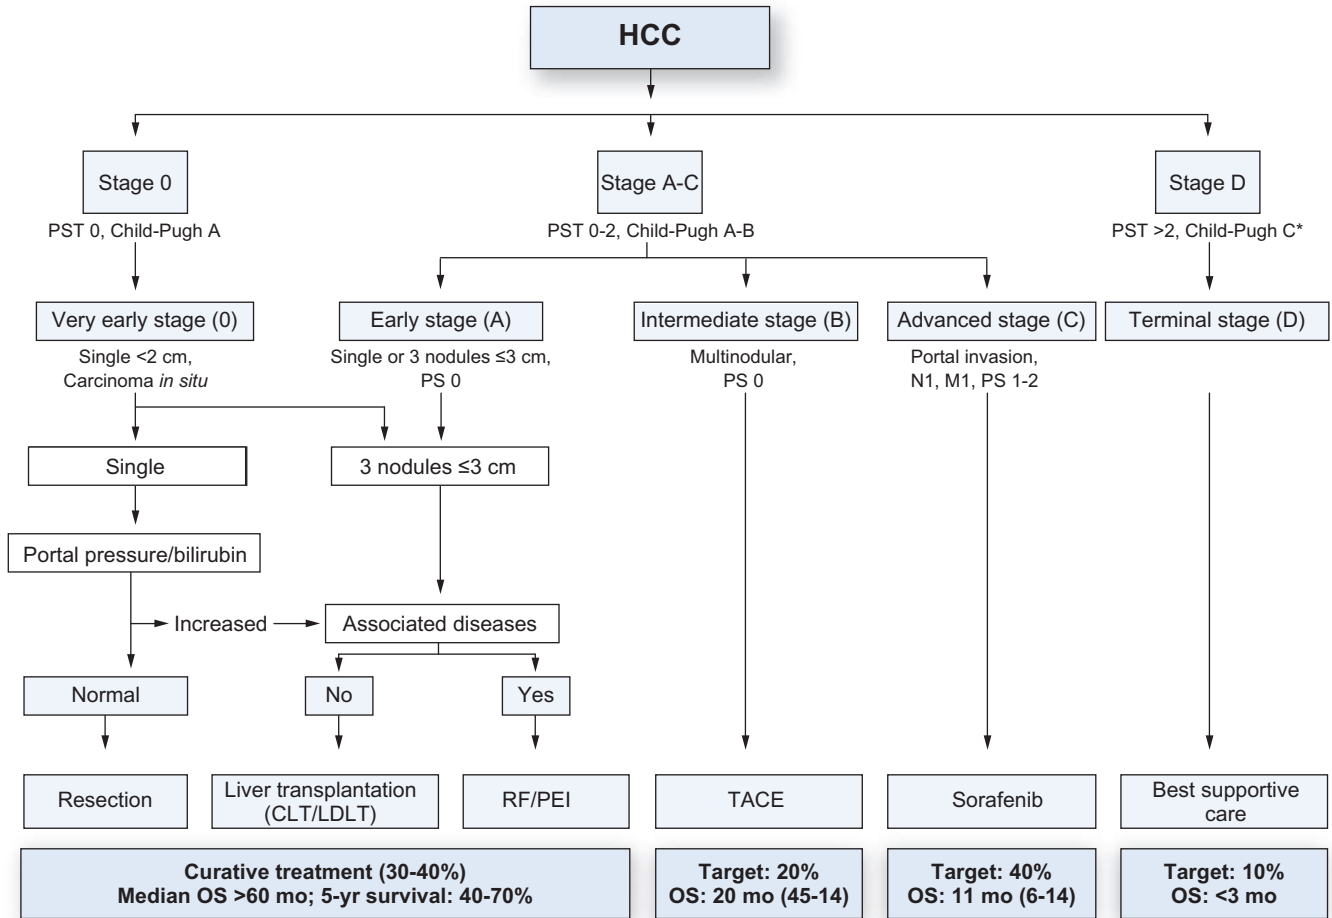 HCC
Stage 0
Stage A-C
Stage D
PST 0, Child-Pugh A
PST 0-2, Child-Pugh A-B
PST >2, Child-Pugh C*
Very early stage (0)
Early stage (A)
Intermediate stage (B)
Advanced stage (C)
Terminal stage (D)
Single <2 cm,
Carcinoma in situ
Single or 3 nodules ≤3 cm,
PS 0
Multinodular,
PS 0
Portal invasion,
N1, M1, PS 1-2
Single
3 nodules ≤3 cm
Portal pressure/bilirubin
Increased
Associated diseases
Normal
No
Yes
Resection
Liver transplantation
(CLT/LDLT)
RF/PEI
TACE
Sorafenib
Best supportive
care
Curative treatment (30-40%)
Median OS >60 mo; 5-yr survival: 40-70%
Target: 20%
OS: 20 mo (45-14)
Target: 40%
OS: 11 mo (6-14)
Target: 10%
OS: <3 mo